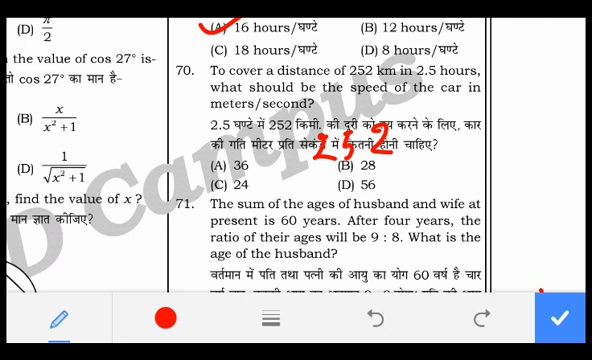 (D) π/2
the value of cos 27° is-
तो cos 27° का मान है-
(B) x/(x² + 1)
(D) 1/√(x² + 1)
, find the value of x ?
मान ज्ञात कीजिए?
(A) 16 hours/घण्टे (B) 12 hours/घण्टे
(C) 18 hours/घण्टे (D) 8 hours/घण्टे
70. To cover a distance of 252 km in 2.5 hours,
what should be the speed of the car in
meters/second?
2.5 घण्टे में 252 किमी. की दूरी को तय करने के लिए, कार
की गति मीटर प्रति सेकंड में कितनी होनी चाहिए?
252
(A) 36 (B) 28
(C) 24 (D) 56
71. The sum of the ages of husband and wife at
present is 60 years. After four years, the
ratio of their ages will be 9 : 8. What is the
age of the husband?
वर्तमान में पति तथा पत्नी की आयु का योग 60 वर्ष है चार
D Campus